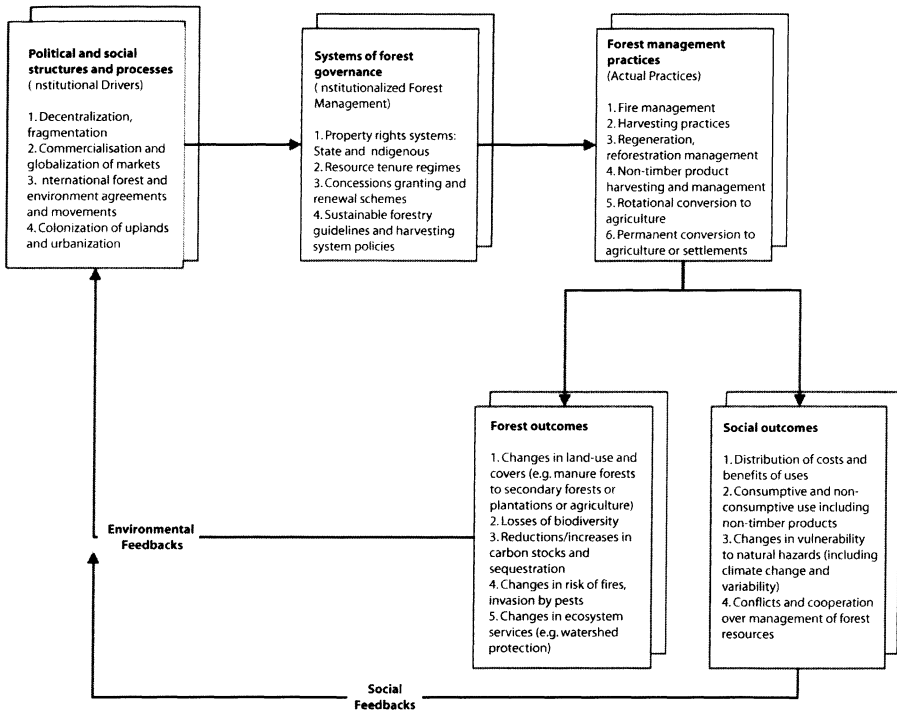 Political and social
structures and processes
( nstitutional Drivers)
1. Decentralization,
fragmentation
2. Commercialisation and
globalization of markets
3. nternational forest and
environment agreements
and movements
4. Colonization of uplands
and urbanization
Systems of forest
governance
( nstitutionalized Forest
Management)
1. Property rights systems:
State and ndigenous
2. Resource tenure regimes
3. Concessions granting and
renewal schemes
4. Sustainable forestry
guidelines and harvesting
system policies
Forest management
practices
(Actual Practices)
1. Fire management
2. Harvesting practices
3. Regeneration,
reforestration management
4. Non-timber product
harvesting and management
5. Rotational conversion to
agriculture
6. Permanent conversion to
agriculture or settlements
Forest outcomes
1. Changes in land-use and
covers (e.g. manure forests
to secondary forests or
plantations or agriculture)
2. Losses of biodiversity
3. Reductions/increases in
carbon stocks and
sequestration
4. Changes in risk of fires,
invasion by pests
5. Changes in ecosystem
services (e.g. watershed
protection)
Social outcomes
1. Distribution of costs and
benefits of uses
2. Consumptive and non-
consumptive use including
non-timber products
3. Changes in vulnerability
to natural hazards (including
climate change and
variability)
4. Conflicts and cooperation
over management of forest
resources
Environmental
Feedbacks
Social
Feedbacks